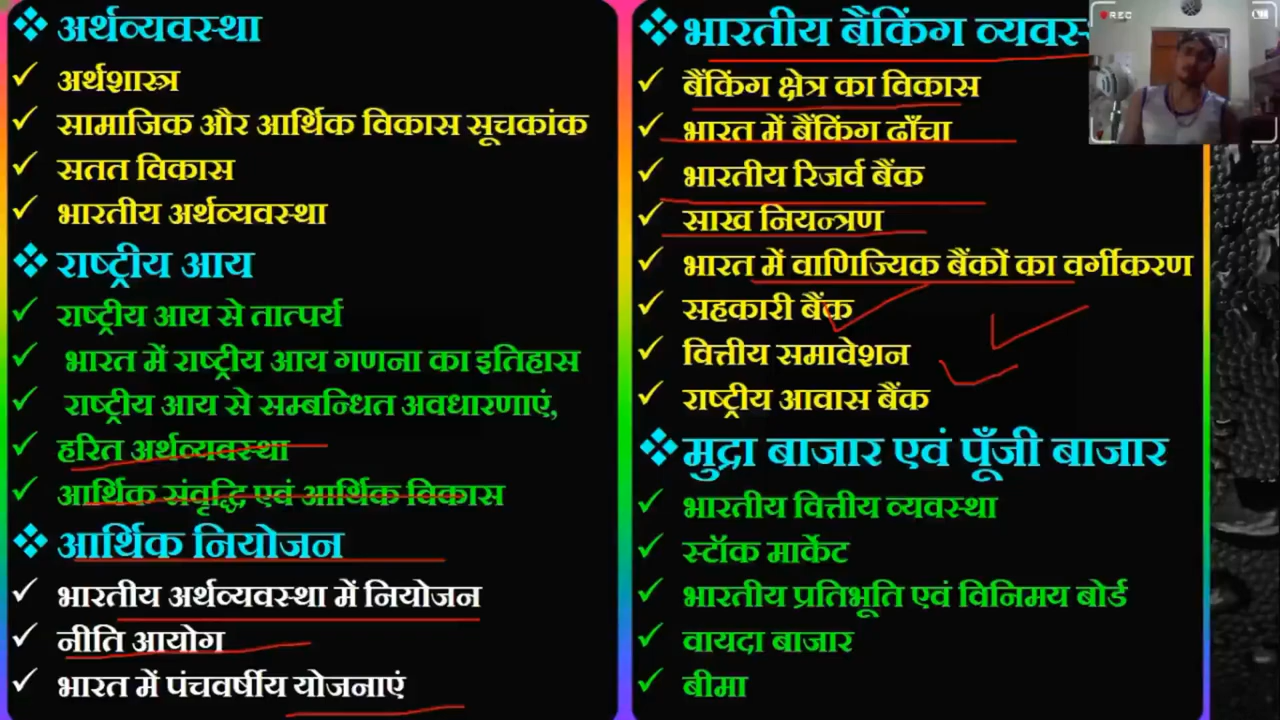 ❖ अर्थव्यवस्था
✓ अर्थशास्त्र
✓ सामाजिक और आर्थिक विकास सूचकांक
✓ सतत विकास
✓ भारतीय अर्थव्यवस्था
❖ राष्ट्रीय आय
✓ राष्ट्रीय आय से तात्पर्य
✓ भारत में राष्ट्रीय आय गणना का इतिहास
✓ राष्ट्रीय आय से सम्बन्धित अवधारणाएं,
✓ हरित अर्थव्यवस्था
✓ आर्थिक संवृद्धि एवं आर्थिक विकास
❖ आर्थिक नियोजन
✓ भारतीय अर्थव्यवस्था में नियोजन
✓ नीति आयोग
✓ भारत में पंचवर्षीय योजनाएं
❖ भारतीय बैकिंग
✓ बैंकिंग क्षेत्र का विकास
✓ भारत में बैंकिंग ढाँचा
✓ भारतीय रिजर्व बैंक
✓ साख नियन्त्रण
✓ भारत में वाणिज्यिक बैंकों का वर्गीकरण
✓ सहकारी बैंक
✓ वित्तीय समावेशन
✓ राष्ट्रीय आवास बैंक
❖ मुद्रा बाजार एवं पूँजी बाजार
✓ भारतीय वित्तीय व्यवस्था
✓ स्टॉक मार्केट
✓ भारतीय प्रतिभूति एवं विनिमय बोर्ड
✓ वायदा बाजार
✓ बीमा
REC